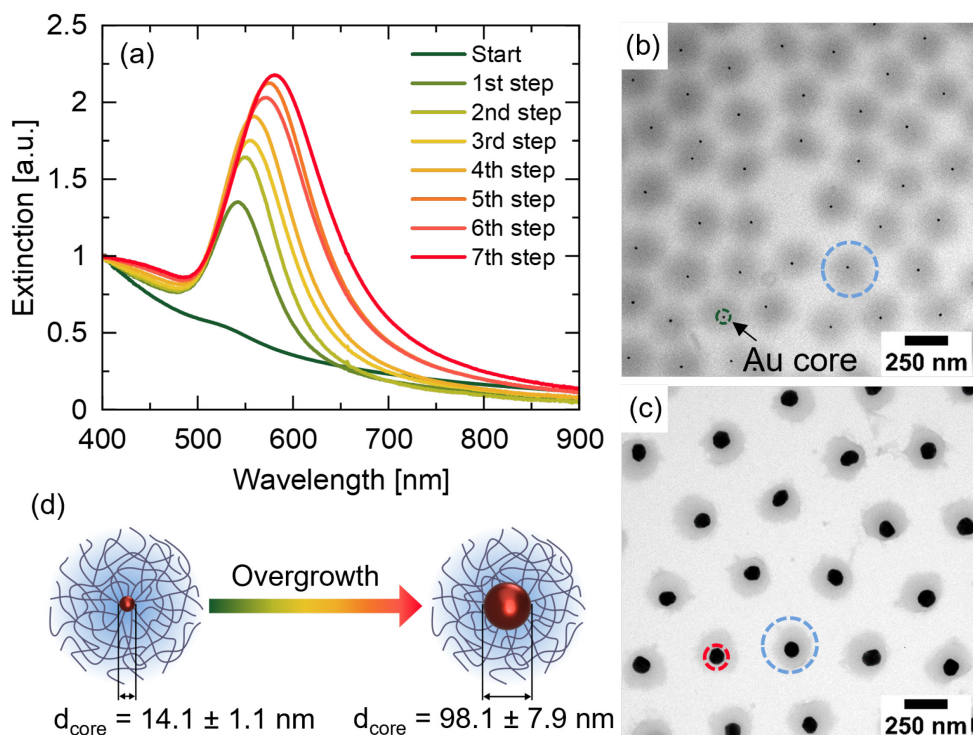 (a)
2.5
2
1.5
1
0.5
0
Extinction [a.u.]
400 500 600 700 800 900
Wavelength [nm]
Start
1st step
2nd step
3rd step
4th step
5th step
6th step
7th step
(b)
Au core
250 nm
(c)
250 nm
(d)
Overgrowth
d_core = 14.1 ± 1.1 nm
d_core = 98.1 ± 7.9 nm